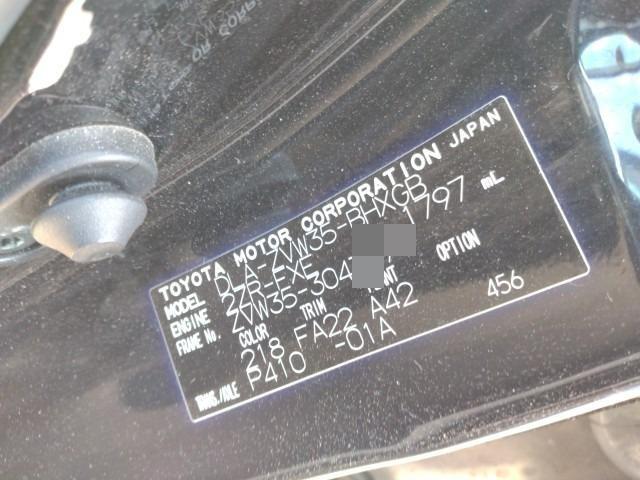 TOYOTA MOTOR CORPORATION JAPAN
MODEL DLA-ZVW35-BHXGB
ENGINE 2ZR-FXE 1797 mL
FRAME No. ZVW35-304
COLOR TRIM OPTION
218 FA22 A42 456
TRANS./AXLE P410 -01A